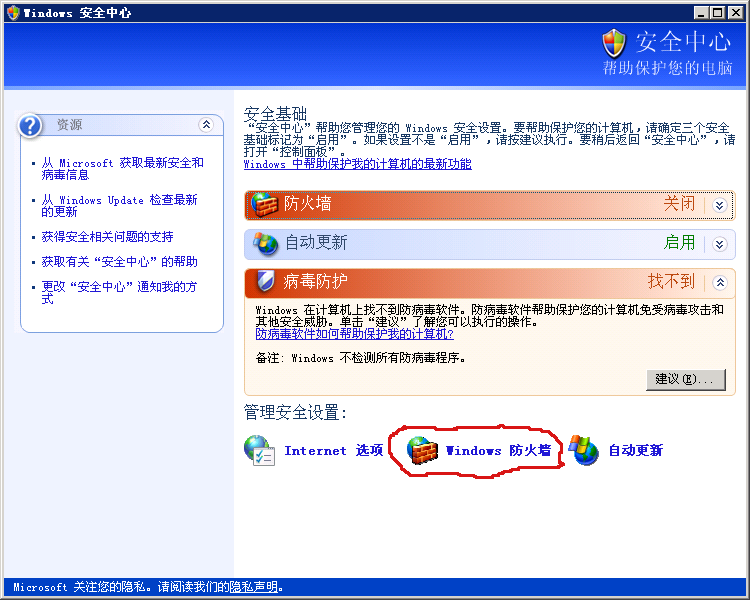 Windows 安全中心
安全中心
帮助保护您的电脑
资源
从 Microsoft 获取最新安全和
病毒信息
从 Windows Update 检查最新
的更新
获得安全相关问题的支持
获取有关“安全中心”的帮助
更改“安全中心”通知我的方
式
安全基础
“安全中心”帮助您管理您的 Windows 安全设置。要帮助保护您的计算机，请确定三个安全
基础标记为“启用”。如果设置不是“启用”，请按建议执行。要稍后返回“安全中心”，请
打开“控制面板”。
Windows 中帮助保护我的计算机的最新功能
防火墙 关闭
自动更新 启用
病毒防护 找不到
Windows 在计算机上找不到防病毒软件。防病毒软件帮助保护您的计算机免受病毒攻击和
其他安全威胁。单击“建议”了解您可以执行的操作。
防病毒软件如何帮助保护我的计算机?
备注: Windows 不检测所有防病毒程序。
建议(E)...
管理安全设置:
Internet 选项 Windows 防火墙 自动更新
Microsoft 关注您的隐私。请阅读我们的隐私声明。